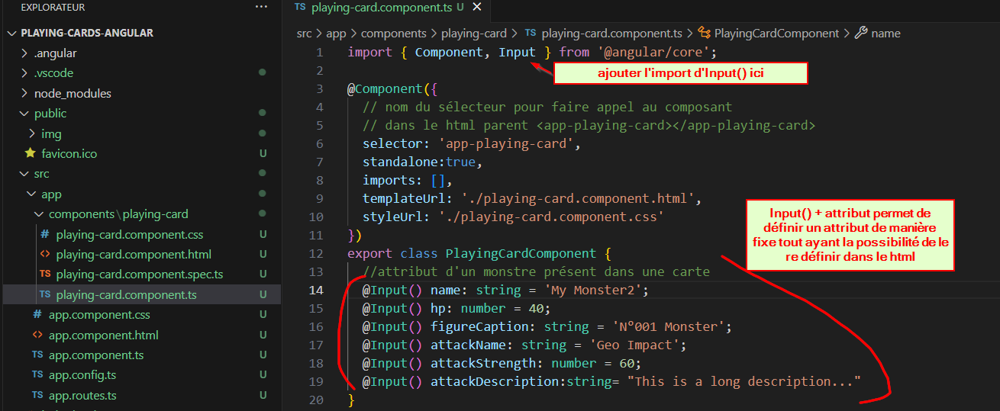 EXPLORATEUR ...
TS playing-card.component.ts U ×
PLAYING-CARDS-ANGULAR
.angular
.vscode
node_modules
public
img
favicon.ico U
src
app
components\playing-card
# playing-card.component.css U
<> playing-card.component.html U
TS playing-card.component.spec.ts U
TS playing-card.component.ts U
# app.component.css U
<> app.component.html U
TS app.component.ts U
TS app.config.ts U
TS app.routes.ts U
src > app > components > playing-card > TS playing-card.component.ts > PlayingCardComponent > name
1 import { Component, Input } from '@angular/core';
ajouter l'import d'Input() ici
2
3 @Component({
4 // nom du sélecteur pour faire appel au composant
5 // dans le html parent <app-playing-card></app-playing-card>
6 selector: 'app-playing-card',
7 standalone:true,
8 imports: [],
9 templateUrl: './playing-card.component.html',
10 styleUrl: './playing-card.component.css'
11 })
Input() + attribut permet de
définir un attribut de manière
fixe tout ayant la possibilité de le
re définir dans le html
12 export class PlayingCardComponent {
13 //attribut d'un monstre présent dans une carte
14 @Input() name: string = 'My Monster2';
15 @Input() hp: number = 40;
16 @Input() figureCaption: string = 'N°001 Monster';
17 @Input() attackName: string = 'Geo Impact';
18 @Input() attackStrength: number = 60;
19 @Input() attackDescription:string= "This is a long description..."
20 }